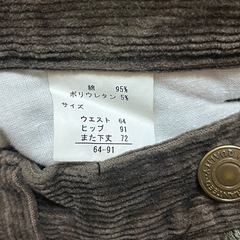 綿 95%
ポリウレタン 5%
サイズ
ウエスト 64
ヒップ 91
また下丈 72
64-91